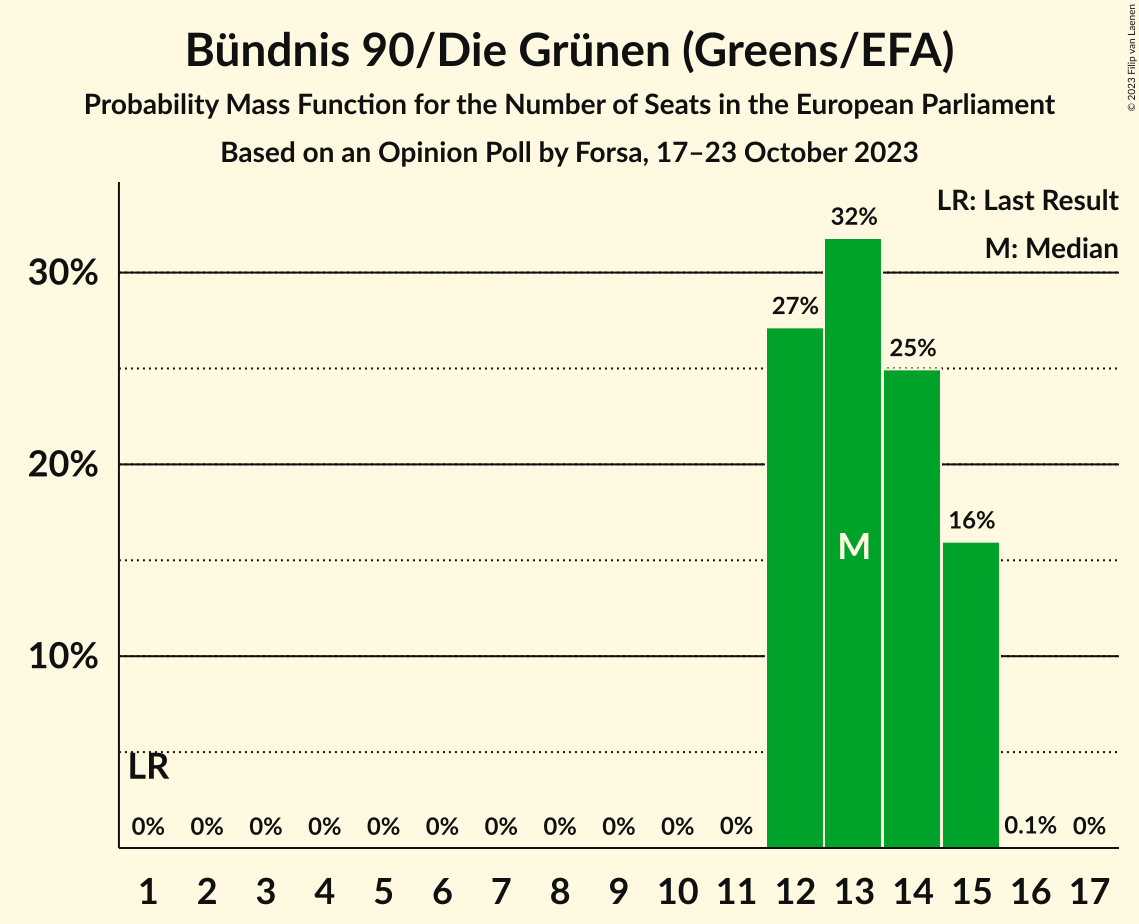 Bündnis 90/Die Grünen (Greens/EFA)
Probability Mass Function for the Number of Seats in the European Parliament
Based on an Opinion Poll by Forsa, 17–23 October 2023
© 2023 Filip van Laenen
LR: Last Result
M: Median
32%
30%
27%
25%
20%
16%
M
10%
LR
0% 0% 0% 0% 0% 0% 0% 0% 0% 0% 0% 0.1% 0%
1 2 3 4 5 6 7 8 9 10 11 12 13 14 15 16 17